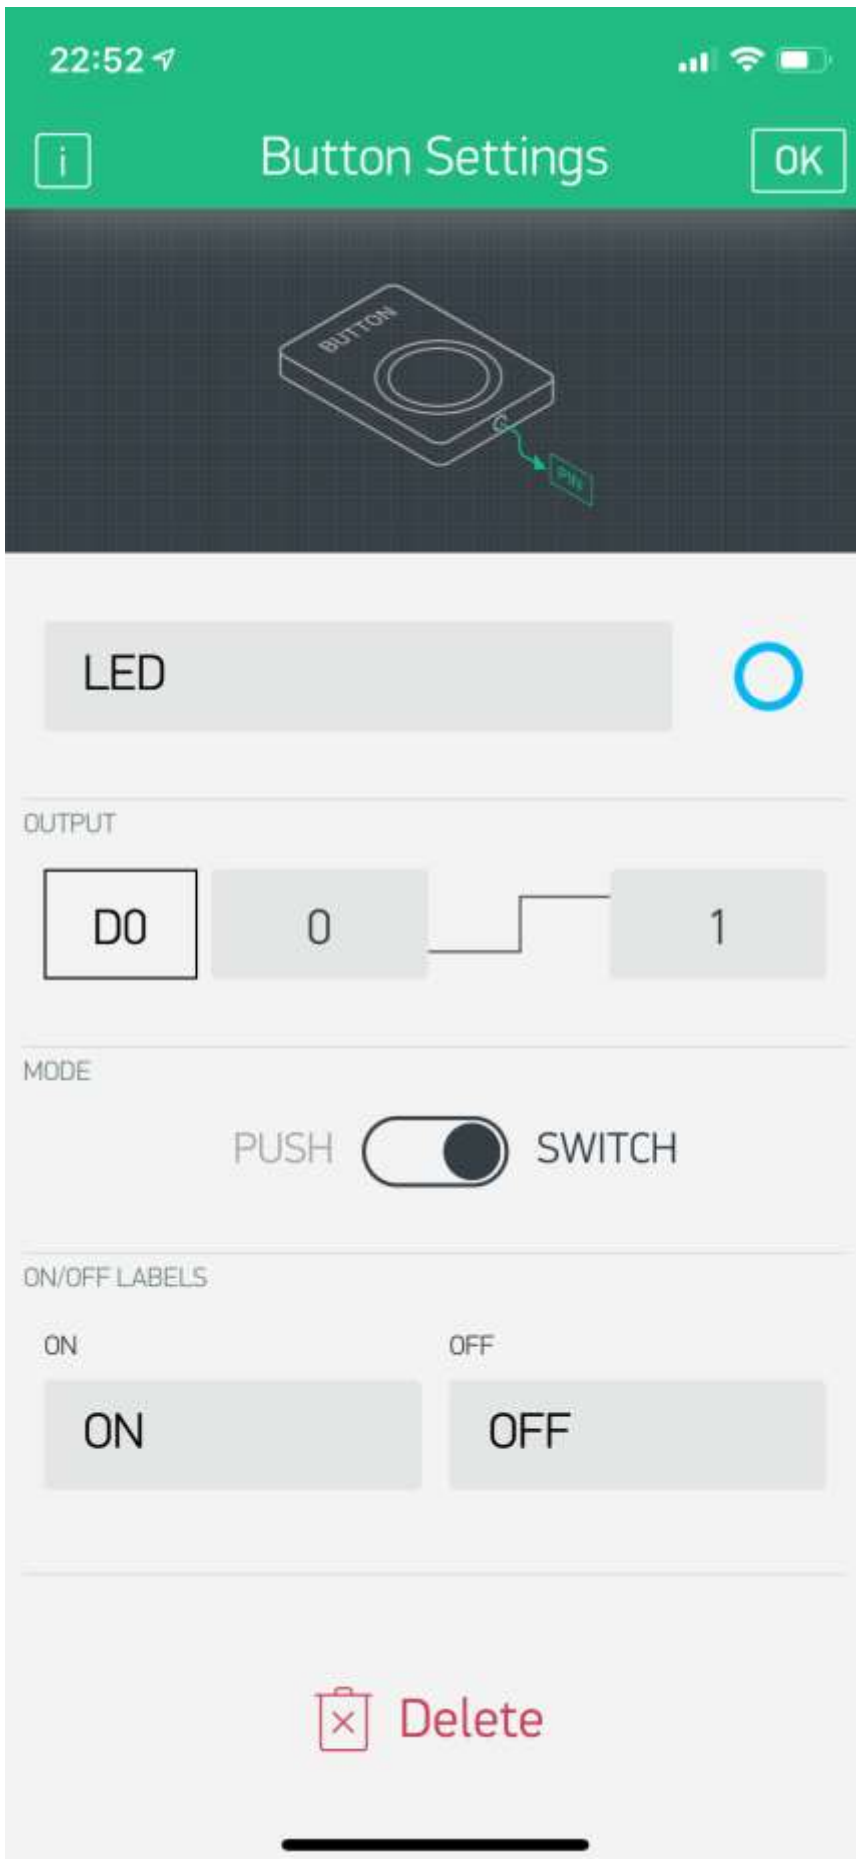 22:52
i
Button Settings
OK
BUTTON
PIN
LED
OUTPUT
D0
0
1
MODE
PUSH
SWITCH
ON/OFF LABELS
ON
OFF
ON
OFF
Delete